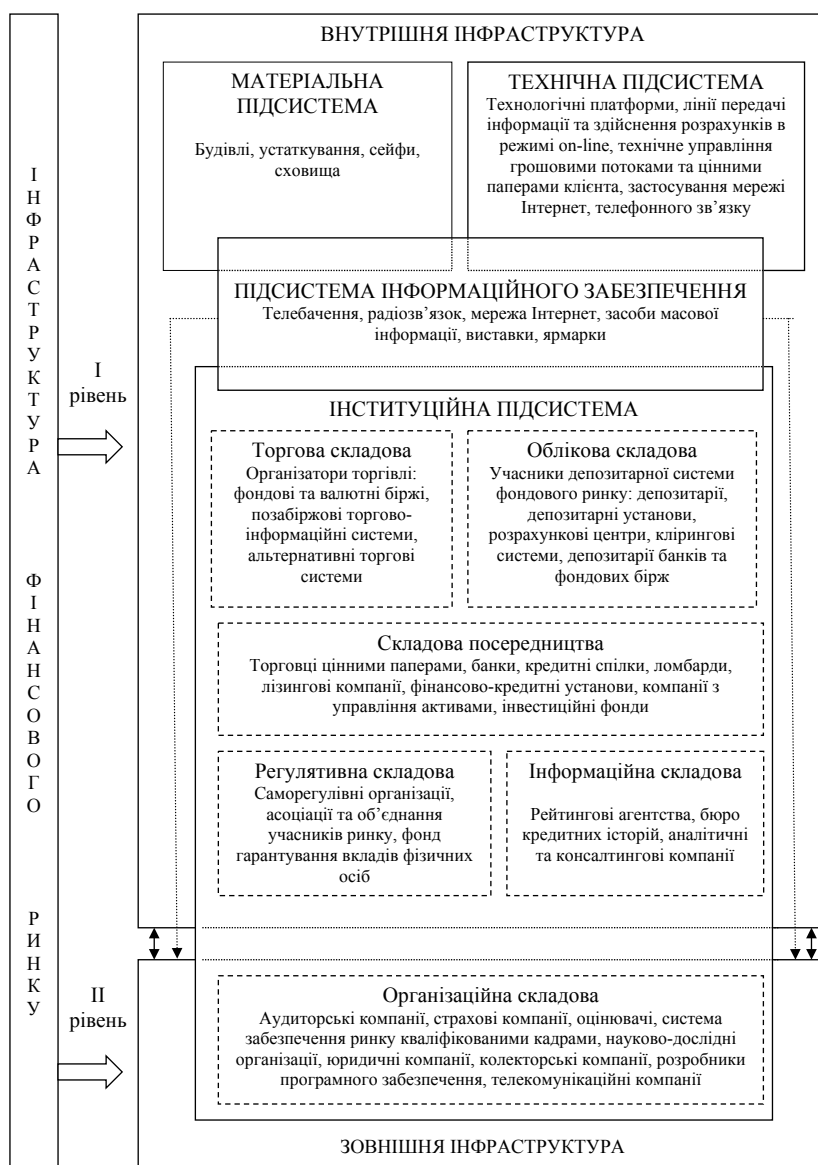 ІНФРАСТРУКТУРА ФІНАНСОВОГО РИНКУ
ВНУТРІШНЯ ІНФРАСТРУКТУРА
МАТЕРІАЛЬНА
ПІДСИСТЕМА
Будівлі, устаткування, сейфи,
сховища
ТЕХНІЧНА ПІДСИСТЕМА
Технологічні платформи, лінії передачі
інформації та здійснення розрахунків в
режимі on-line, технічне управління
грошовими потоками та цінними
паперами клієнта, застосування мережі
Інтернет, телефонного зв’язку
ПІДСИСТЕМА ІНФОРМАЦІЙНОГО ЗАБЕЗПЕЧЕННЯ
Телебачення, радіозв’язок, мережа Інтернет, засоби масової
інформації, виставки, ярмарки
І
рівень
ІНСТИТУЦІЙНА ПІДСИСТЕМА
Торгова складова
Організатори торгівлі:
фондові та валютні біржі,
позабіржові торгово-
інформаційні системи,
альтернативні торгові
системи
Облікова складова
Учасники депозитарної системи
фондового ринку: депозитарії,
депозитарні установи,
розрахункові центри, клірингові
системи, депозитарії банків та
фондових бірж
Складова посередництва
Торговці цінними паперами, банки, кредитні спілки, ломбарди,
лізингові компанії, фінансово-кредитні установи, компанії з
управління активами, інвестиційні фонди
Регулятивна складова
Саморегулівні організації,
асоціації та об’єднання
учасників ринку, фонд
гарантування вкладів фізичних
осіб
Інформаційна складова
Рейтингові агентства, бюро
кредитних історій, аналітичні
та консалтингові компанії
ІІ
рівень
Організаційна складова
Аудиторські компанії, страхові компанії, оцінювачі, система
забезпечення ринку кваліфікованими кадрами, науково-дослідні
організації, юридичні компанії, колекторські компанії, розробники
програмного забезпечення, телекомунікаційні компанії
ЗОВНІШНЯ ІНФРАСТРУКТУРА